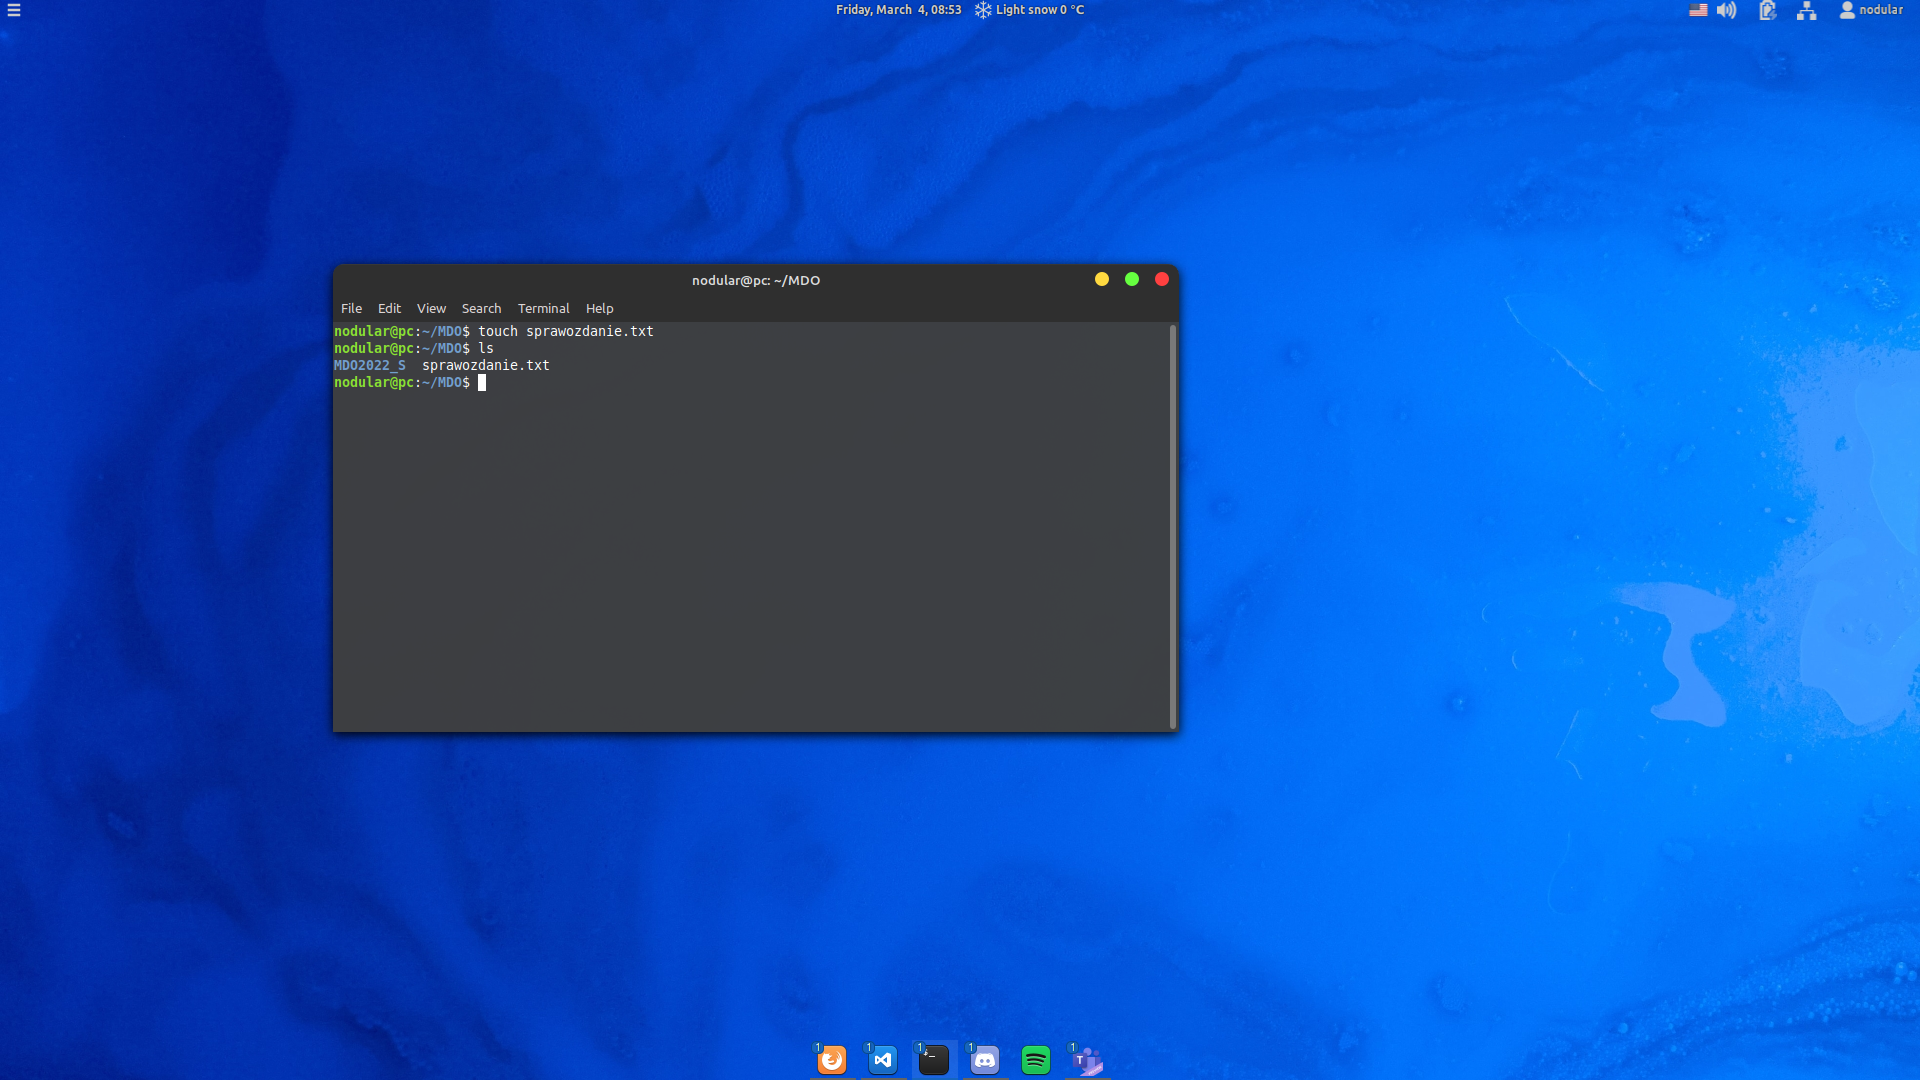 Friday, March 4, 08:53 Light snow 0 °C
nodular
nodular@pc: ~/MDO
File Edit View Search Terminal Help
nodular@pc:~/MDO$ touch sprawozdanie.txt
nodular@pc:~/MDO$ ls
MDO2022_S sprawozdanie.txt
nodular@pc:~/MDO$
1 1 1 1 1
T